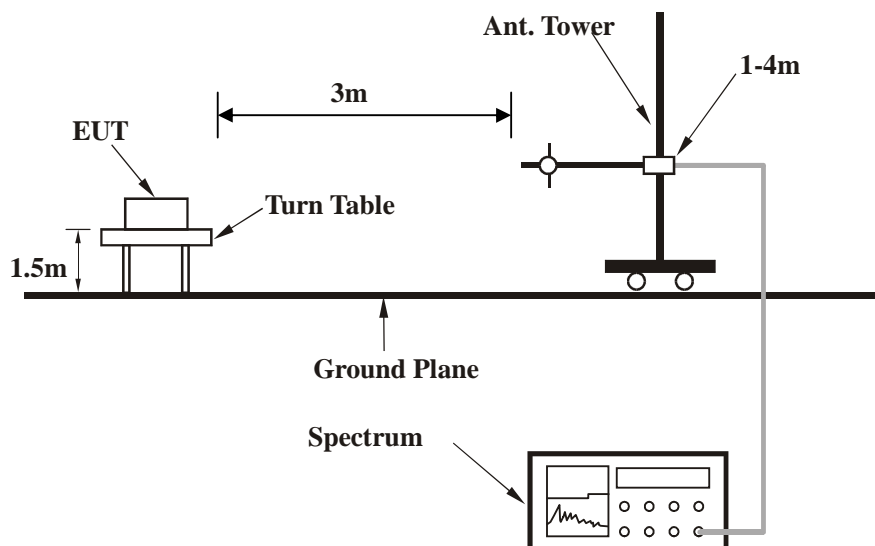 Ant. Tower
1-4m
3m
EUT
Turn Table
1.5m
Ground Plane
Spectrum